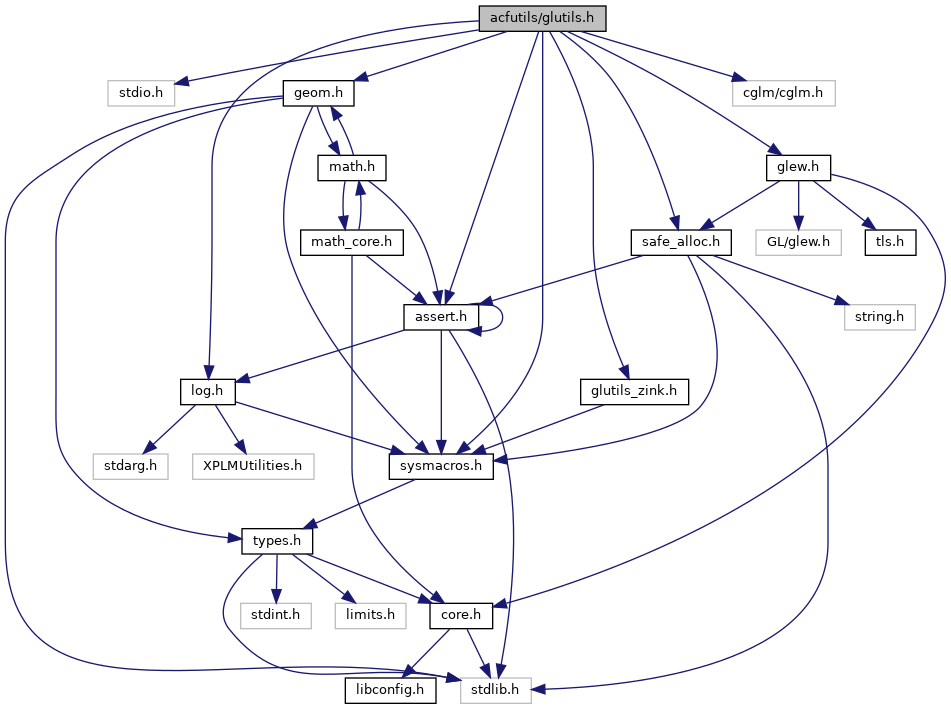 acfutils/glutils.h
stdio.h
geom.h
cglm/cglm.h
math.h
glew.h
math_core.h
safe_alloc.h
GL/glew.h
tls.h
assert.h
string.h
log.h
glutils_zink.h
stdarg.h
XPLMUtilities.h
sysmacros.h
types.h
stdint.h
limits.h
core.h
libconfig.h
stdlib.h